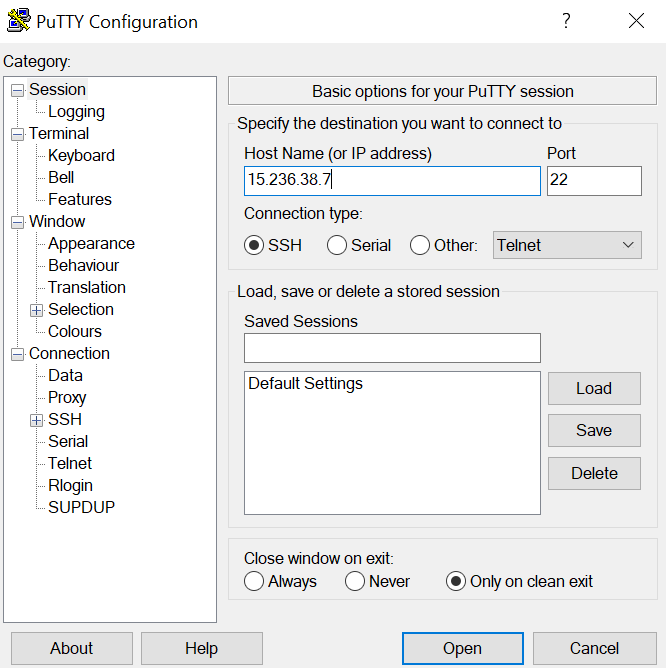 PuTTY Configuration
?
Category:
Session
Logging
Terminal
Keyboard
Bell
Features
Window
Appearance
Behaviour
Translation
Selection
Colours
Connection
Data
Proxy
SSH
Serial
Telnet
Rlogin
SUPDUP
Basic options for your PuTTY session
Specify the destination you want to connect to
Host Name (or IP address) Port
15.236.38.7 22
Connection type:
SSH Serial Other: Telnet
Load, save or delete a stored session
Saved Sessions
Default Settings
Load
Save
Delete
Close window on exit:
Always Never Only on clean exit
About Help Open Cancel